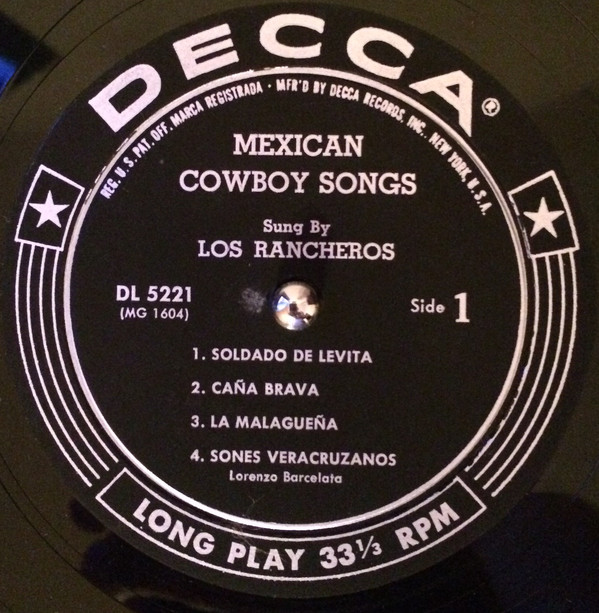 DECCA®
REG. U.S. PAT. OFF. MARCA REGISTRADA · MFR'D BY DECCA RECORDS, INC., NEW YORK, U.S.A.
MEXICAN
COWBOY SONGS
Sung By
LOS RANCHEROS
DL 5221
(MG 1604)
Side 1
1. SOLDADO DE LEVITA
2. CAÑA BRAVA
3. LA MALAGUEÑA
4. SONES VERACRUZANOS
Lorenzo Barcelata
LONG PLAY 33⅓ RPM